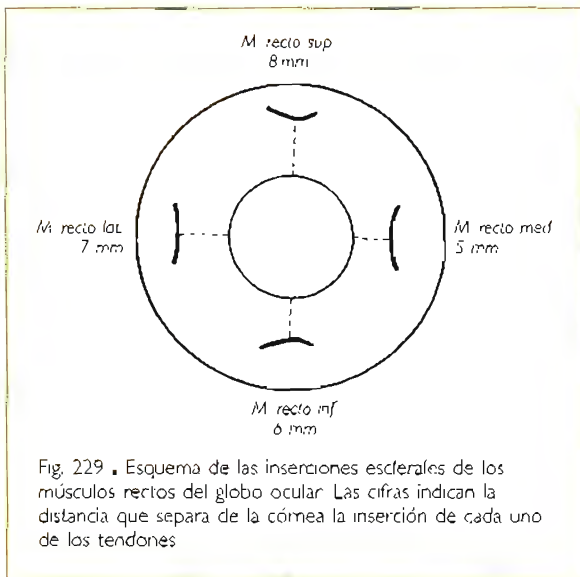 M recto sup
8 mm
M recto lat
7 mm
M recto med
5 mm
M recto inf
6 mm
Fig. 229 . Esquema de las inserciones esclerales de los
músculos rectos del globo ocular Las cifras indican la
distancia que separa de la córnea la inserción de cada uno
de los tendones